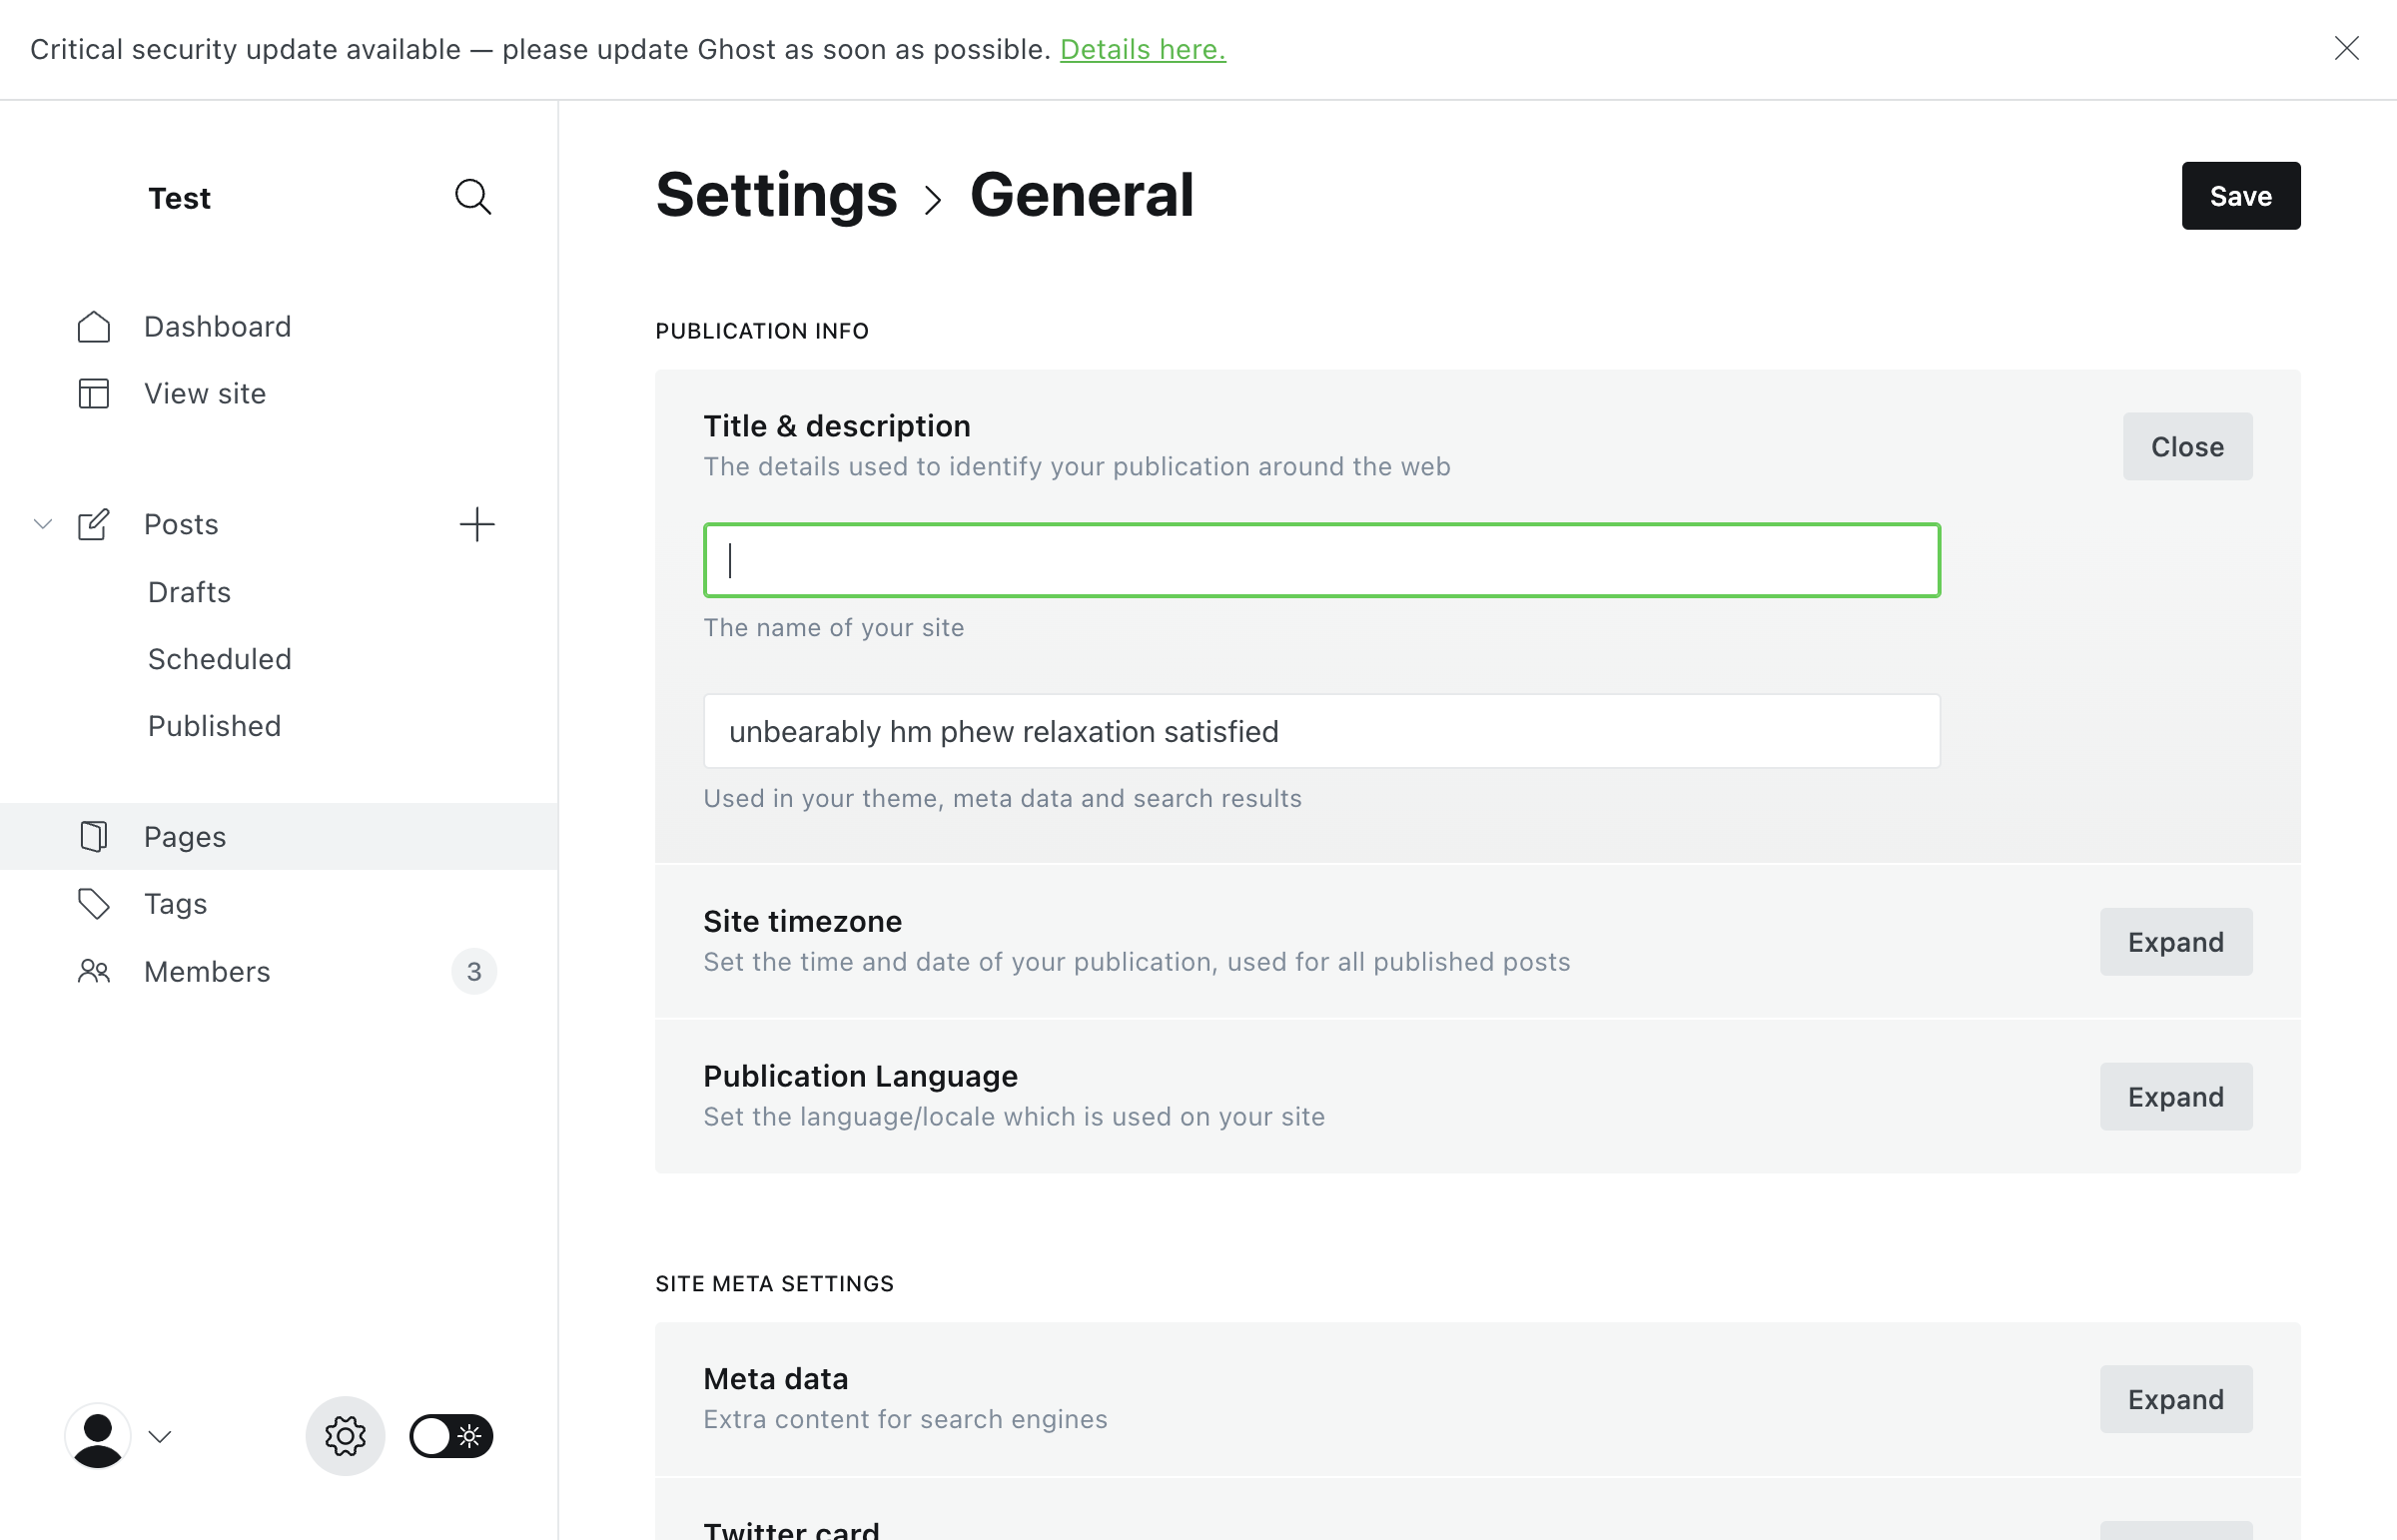 Critical security update available — please update Ghost as soon as possible. Details here.
Test
Dashboard
View site
Posts
Drafts
Scheduled
Published
Pages
Tags
Members 3
Settings > General
Save
PUBLICATION INFO
Title & description
The details used to identify your publication around the web
Close
The name of your site
unbearably hm phew relaxation satisfied
Used in your theme, meta data and search results
Site timezone
Set the time and date of your publication, used for all published posts
Expand
Publication Language
Set the language/locale which is used on your site
Expand
SITE META SETTINGS
Meta data
Extra content for search engines
Expand
Twitter card